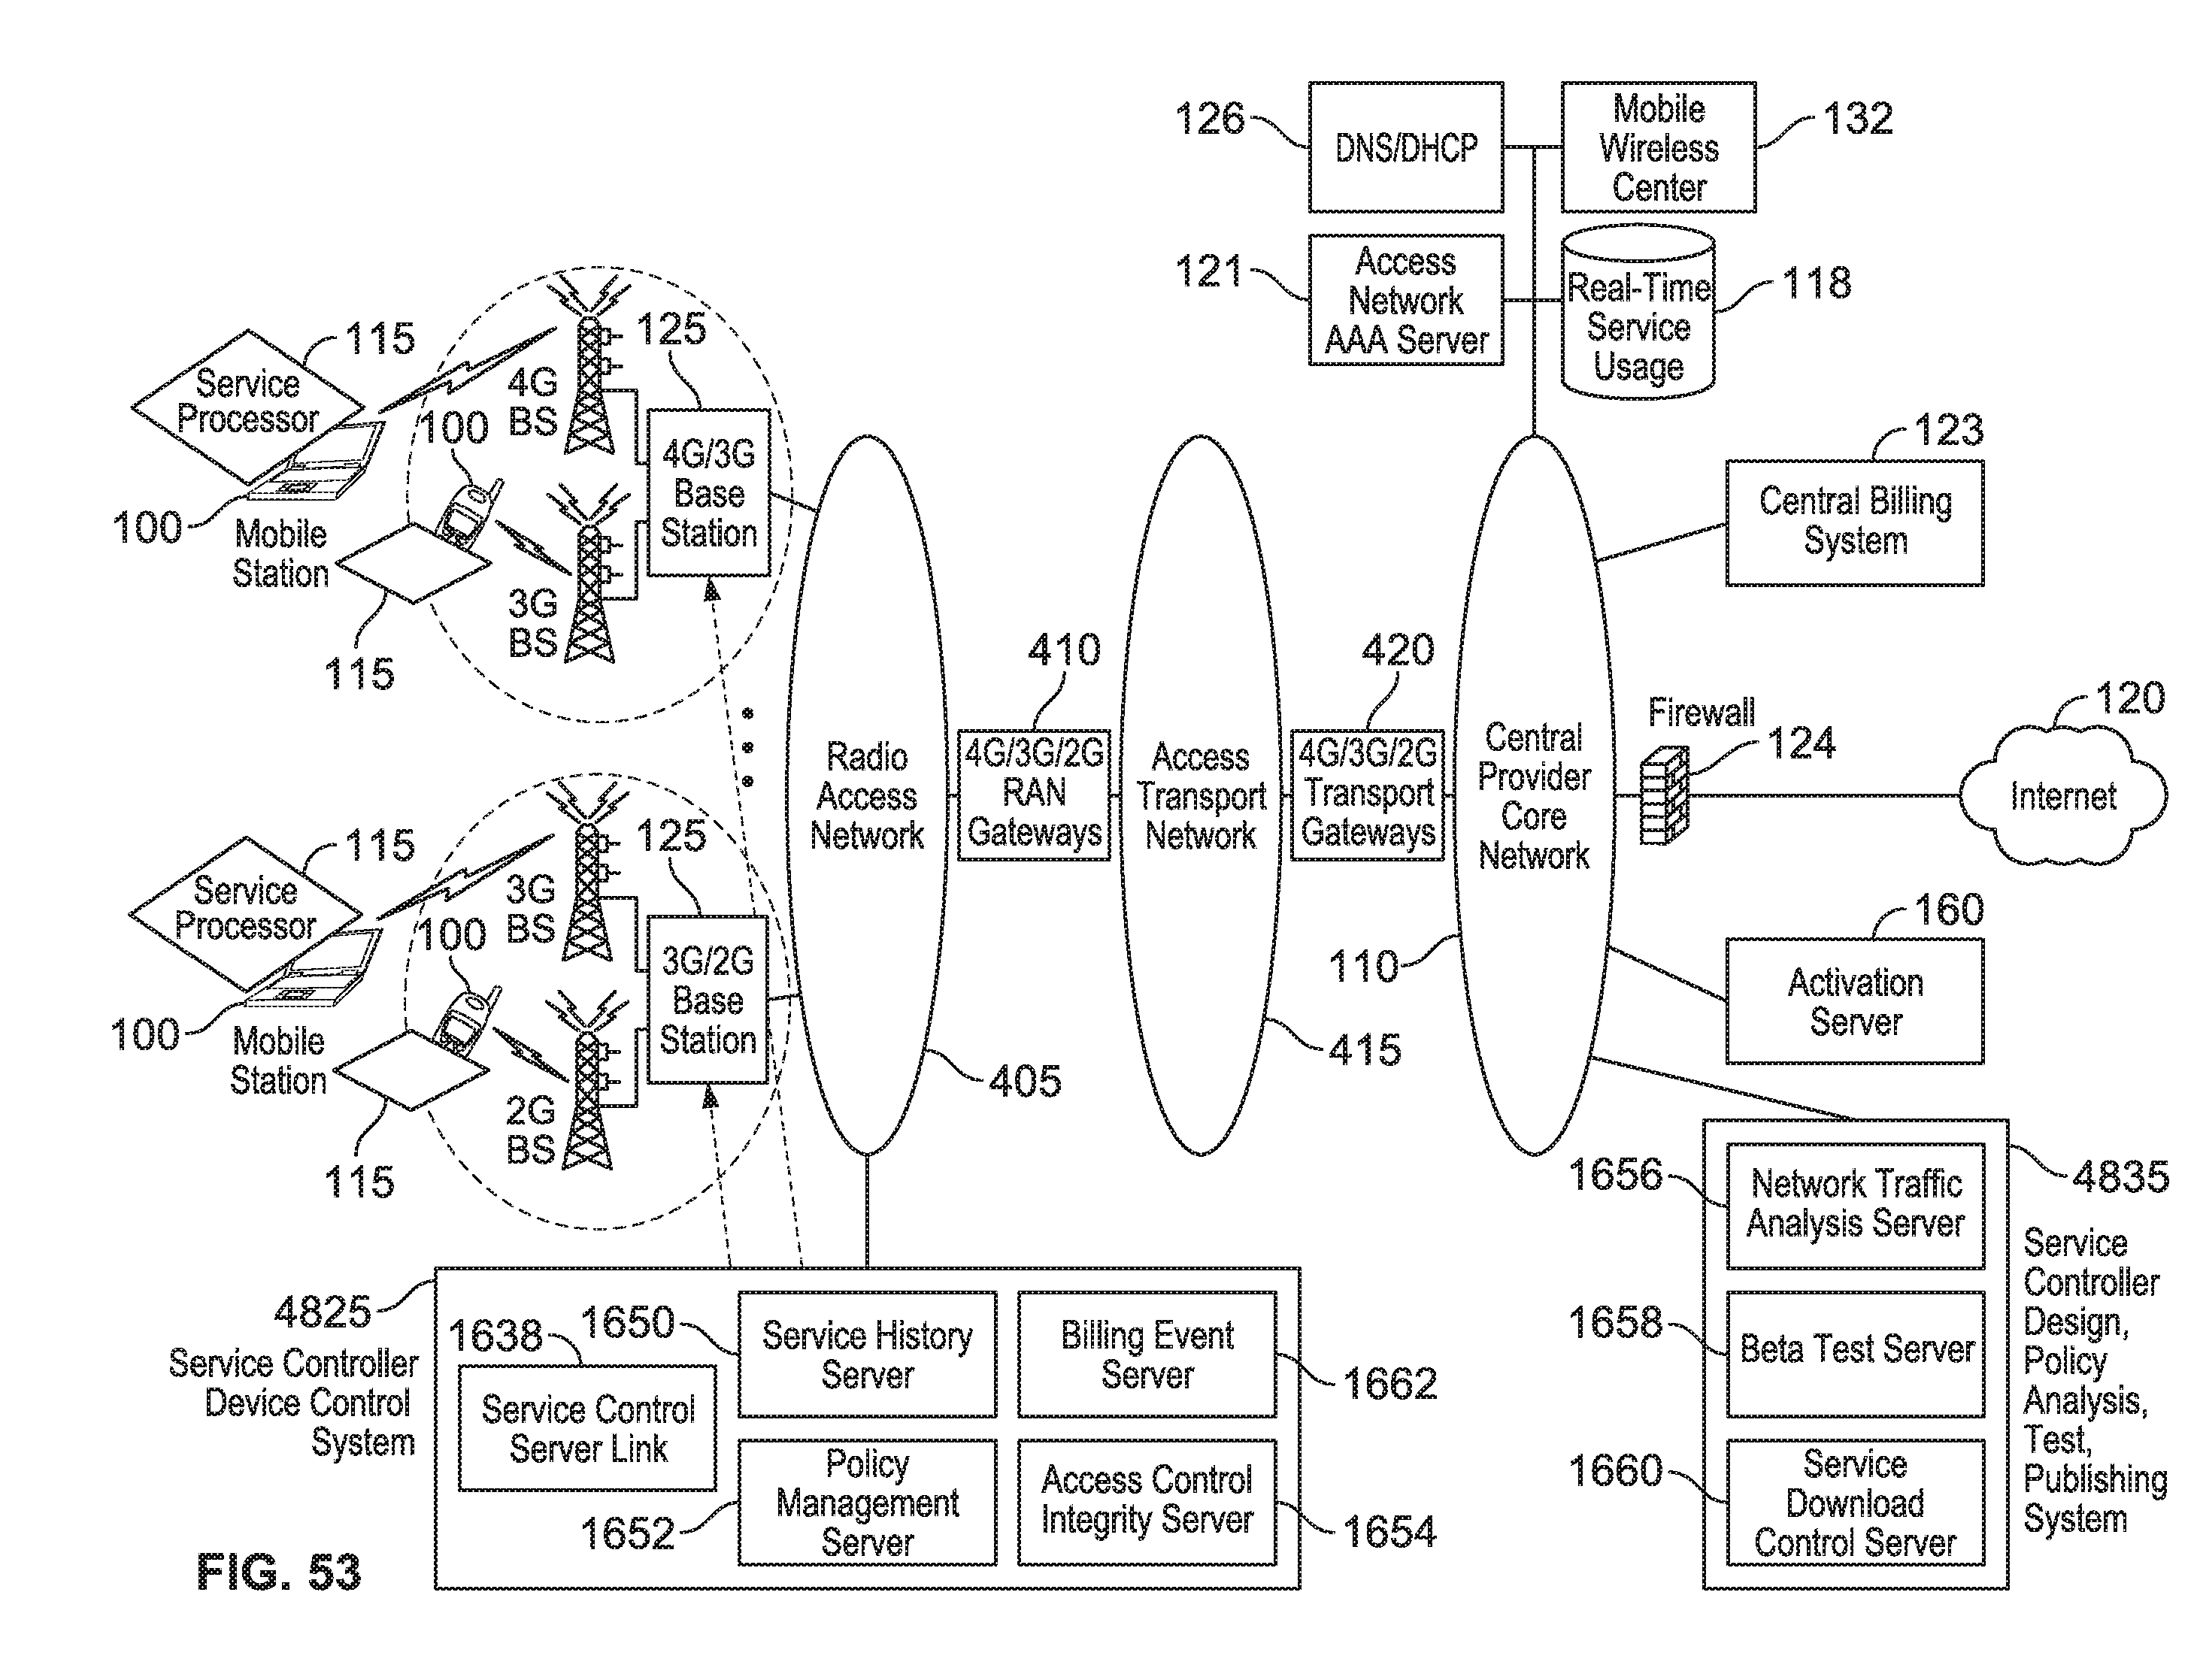 126
DNS/DHCP
Mobile
Wireless
Center
132
121
Access
Network
AAA Server
Real-Time
Service
Usage
118
115
Service
Processor
100
Mobile
Station
100
115
4G
BS
3G
BS
125
4G/3G
Base
Station
115
Service
Processor
100
Mobile
Station
100
115
3G
BS
2G
BS
125
3G/2G
Base
Station
Radio
Access
Network
405
410
4G/3G/2G
RAN
Gateways
Access
Transport
Network
415
420
4G/3G/2G
Transport
Gateways
Central
Provider
Core
Network
110
123
Central Billing
System
Firewall
124
120
Internet
160
Activation
Server
4835
1656
Network Traffic
Analysis Server
1658
Beta Test Server
1660
Service
Download
Control Server
Service
Controller
Design,
Policy
Analysis,
Test,
Publishing
System
4825
Service Controller
Device Control
System
1638
Service Control
Server Link
1650
Service History
Server
Billing Event
Server
1662
1652
Policy
Management
Server
Access Control
Integrity Server
1654
FIG. 53